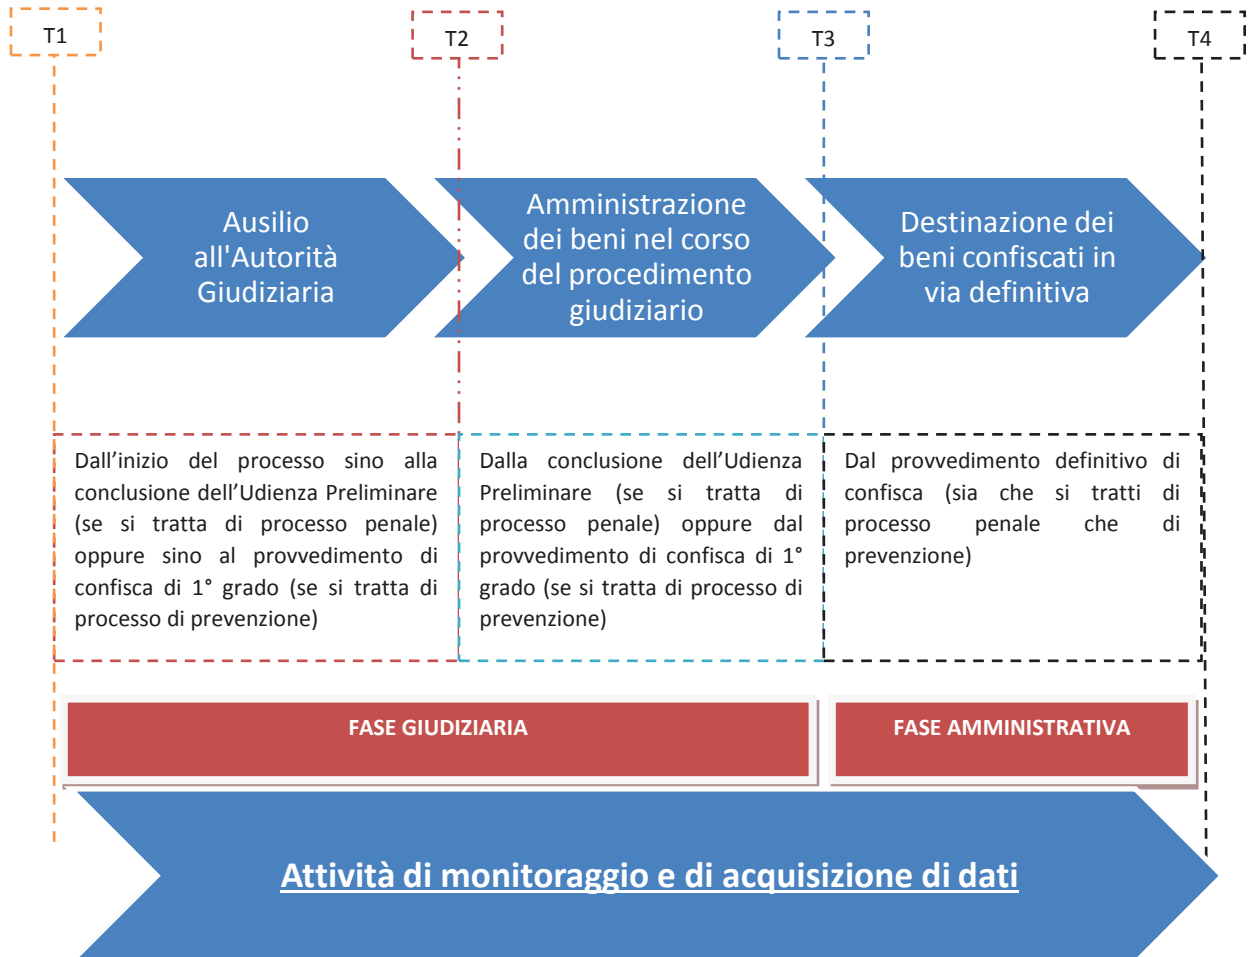 T1
T2
T3
T4
Ausilio
all'Autorità
Giudiziaria
Amministrazione
dei beni nel corso
del procedimento
giudiziario
Destinazione dei
beni confiscati in
via definitiva
Dall’inizio del processo sino alla
conclusione dell’Udienza Preliminare
(se si tratta di processo penale)
oppure sino al provvedimento di
confisca di 1° grado (se si tratta di
processo di prevenzione)
Dalla conclusione dell’Udienza
Preliminare (se si tratta di
processo penale) oppure dal
provvedimento di confisca di 1°
grado (se si tratta di processo di
prevenzione)
Dal provvedimento definitivo di
confisca (sia che si tratti di
processo penale che di
prevenzione)
FASE GIUDIZIARIA
FASE AMMINISTRATIVA
Attività di monitoraggio e di acquisizione di dati